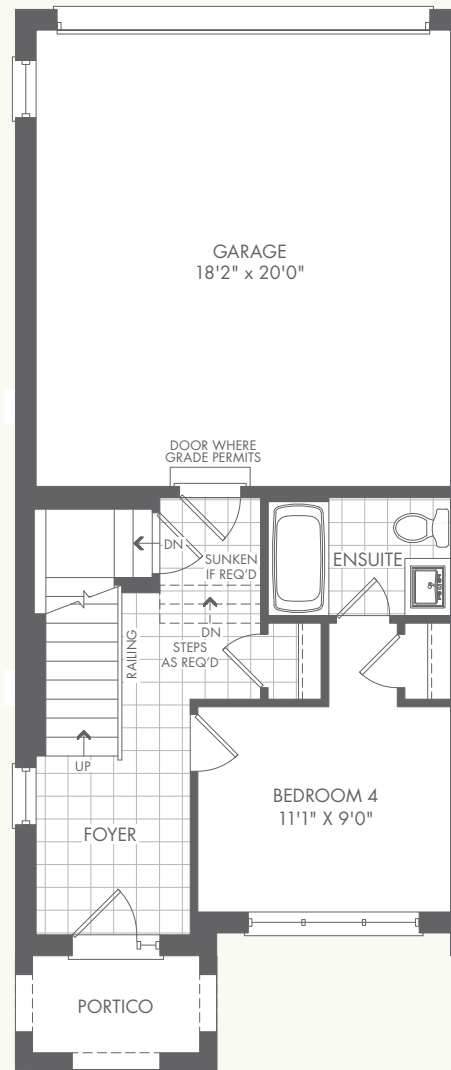 GARAGE
18'2" x 20'0"
DOOR WHERE
GRADE PERMITS
DN
SUNKEN
IF REQ'D
ENSUITE
DN
STEPS
AS REQ'D
RAILING
UP
BEDROOM 4
11'1" X 9'0"
FOYER
PORTICO